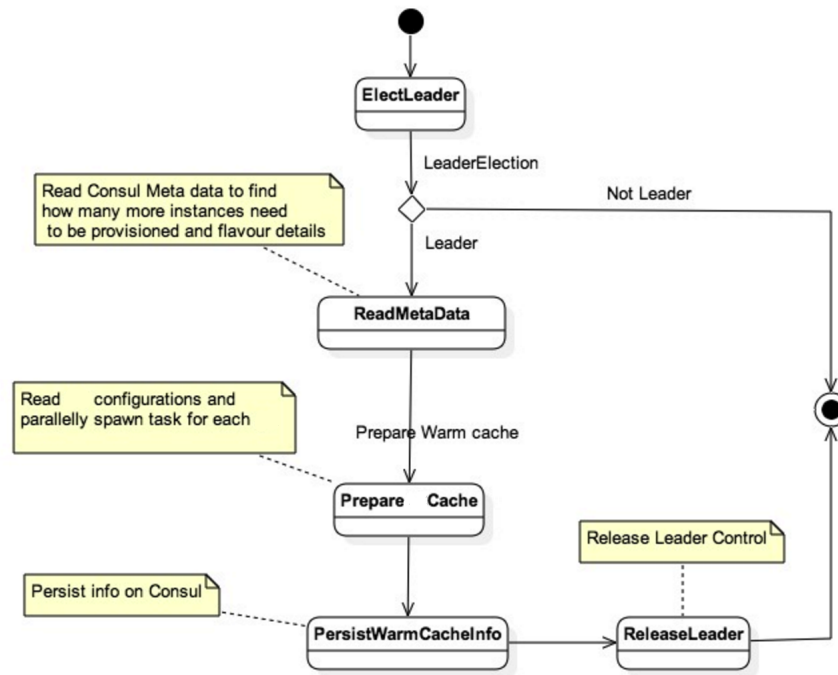 ElectLeader
LeaderElection
Read Consul Meta data to find
how many more instances need
to be provisioned and flavour details
Not Leader
Leader
ReadMetaData
Read configurations and
parallelly spawn task for each
Prepare Warm cache
Prepare Cache
Release Leader Control
Persist info on Consul
PersistWarmCacheInfo
ReleaseLeader